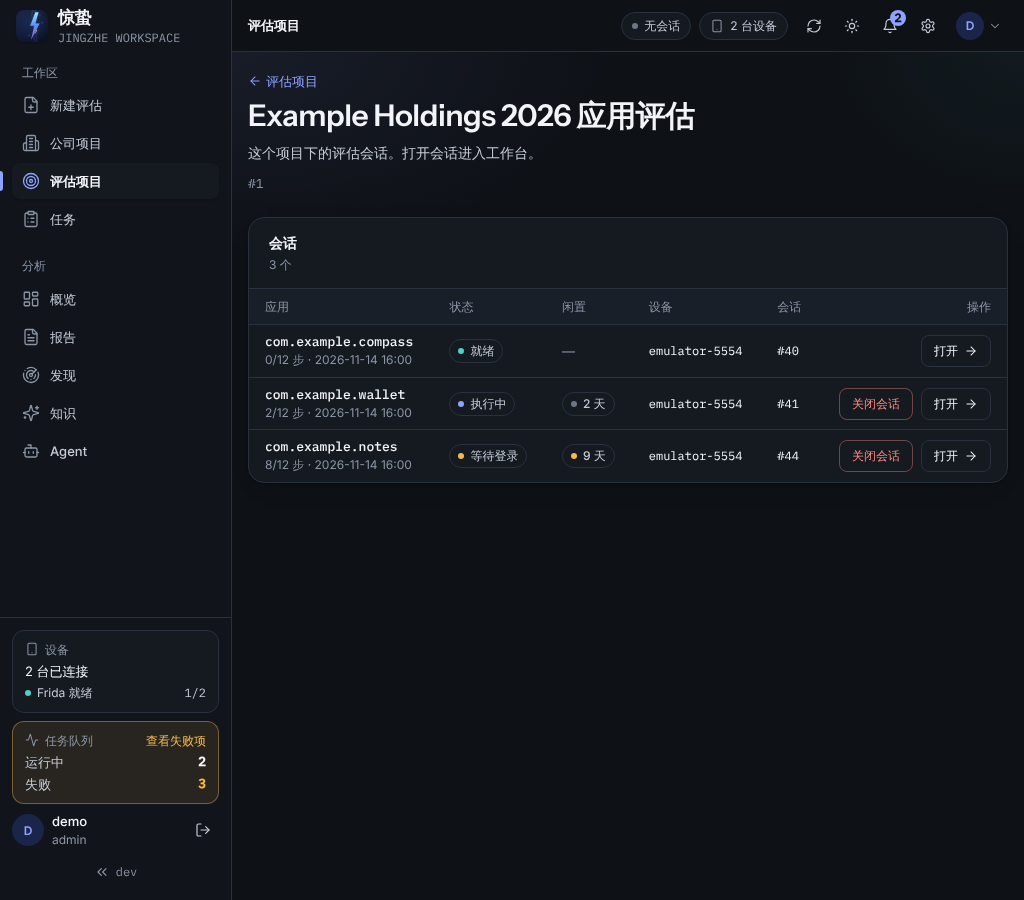 惊蛰
JINGZHE WORKSPACE
工作区
新建评估
公司项目
评估项目
任务
分析
概览
报告
发现
知识
Agent
设备
2 台已连接
Frida 就绪 1/2
任务队列 查看失败项
运行中 2
失败 3
D demo
admin
dev
评估项目 无会话 2 台设备 2 D
评估项目
Example Holdings 2026 应用评估
这个项目下的评估会话。打开会话进入工作台。
#1
会话
3 个
应用 状态 闲置 设备 会话 操作
com.example.compass
0/12 步 · 2026-11-14 16:00 就绪 — emulator-5554 #40 打开
com.example.wallet
2/12 步 · 2026-11-14 16:00 执行中 2 天 emulator-5554 #41 关闭会话 打开
com.example.notes
8/12 步 · 2026-11-14 16:00 等待登录 9 天 emulator-5554 #44 关闭会话 打开